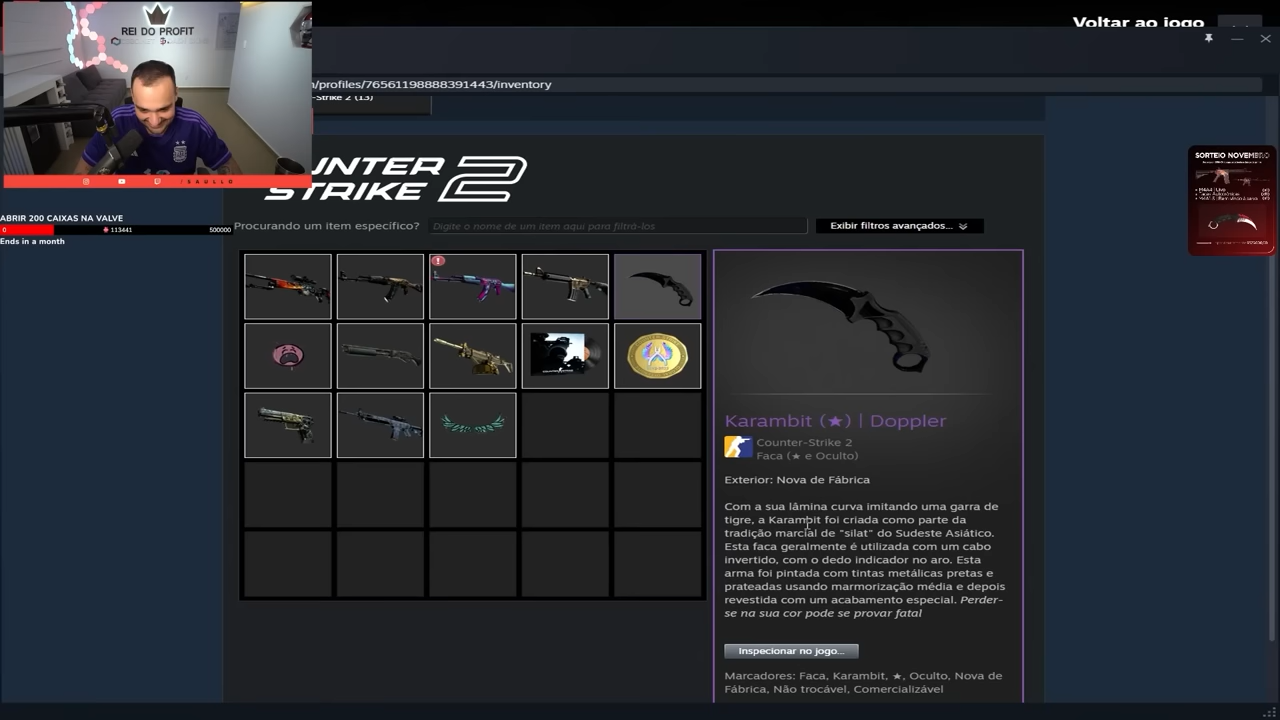 Voltar ao jogo
REI DO PROFIT
/profiles/76561198888391443/inventory
-Strike 2 (13)
UNTER
STRIKE 2
/SAULLO
SORTEIO NOVEMBRO
ABRIR 200 CAIXAS NA VALVE
0 113441 500000
Ends in a month
Procurando um item específico?
Digite o nome de um item aqui para filtrá-los
Exibir filtros avançados...
Karambit (★) | Doppler
Counter-Strike 2
Faca (★ e Oculto)
Exterior: Nova de Fábrica
Com a sua lâmina curva imitando uma garra de
tigre, a Karambit foi criada como parte da
tradição marcial de "silat" do Sudeste Asiático.
Esta faca geralmente é utilizada com um cabo
invertido, com o dedo indicador no aro. Esta
arma foi pintada com tintas metálicas pretas e
prateadas usando marmorização média e depois
revestida com um acabamento especial. Perder-
se na sua cor pode se provar fatal
Inspecionar no jogo...
Marcadores: Faca, Karambit, ★, Oculto, Nova de
Fábrica, Não trocável, Comercializável